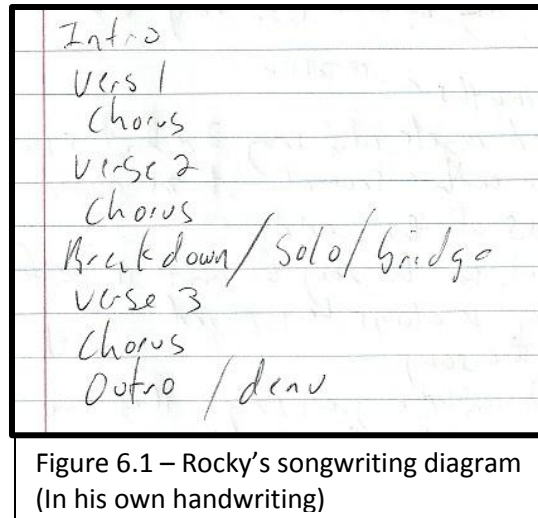 Intro
Vers 1
Chorus
Verse 2
Chorus
Breakdown / Solo / bridge
Verse 3
Chorus
Outro /
Figure 6.1 – Rocky's songwriting diagram
(In his own handwriting)